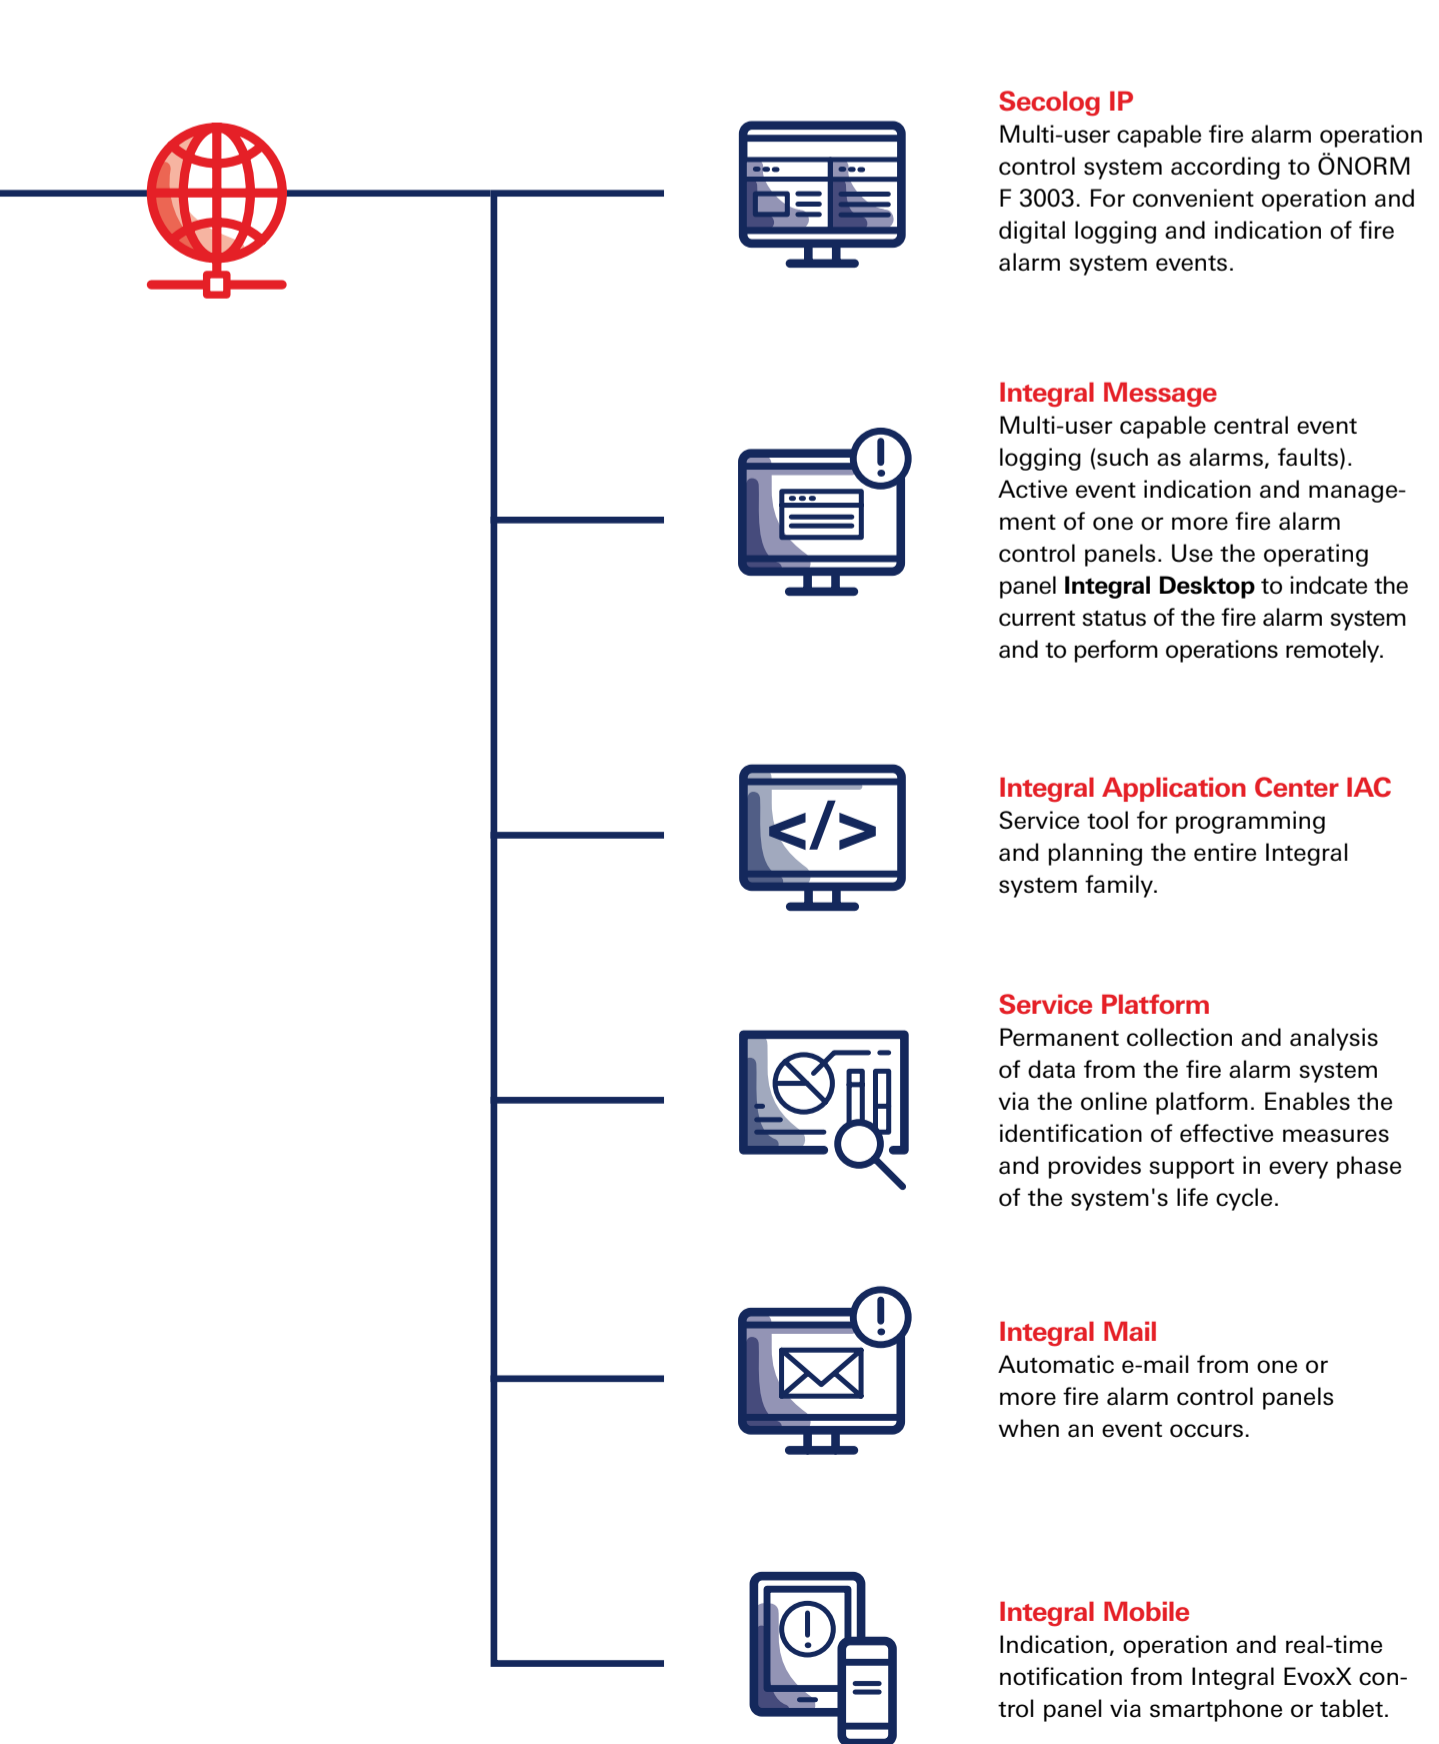 Secolog IP
Multi-user capable fire alarm operation
control system according to ÖNORM
F 3003. For convenient operation and
digital logging and indication of fire
alarm system events.
Integral Message
Multi-user capable central event
logging (such as alarms, faults).
Active event indication and manage-
ment of one or more fire alarm
control panels. Use the operating
panel Integral Desktop to indcate the
current status of the fire alarm system
and to perform operations remotely.
</>
Integral Application Center IAC
Service tool for programming
and planning the entire Integral
system family.
Service Platform
Permanent collection and analysis
of data from the fire alarm system
via the online platform. Enables the
identification of effective measures
and provides support in every phase
of the system's life cycle.
Integral Mail
Automatic e-mail from one or
more fire alarm control panels
when an event occurs.
Integral Mobile
Indication, operation and real-time
notification from Integral EvoxX con-
trol panel via smartphone or tablet.